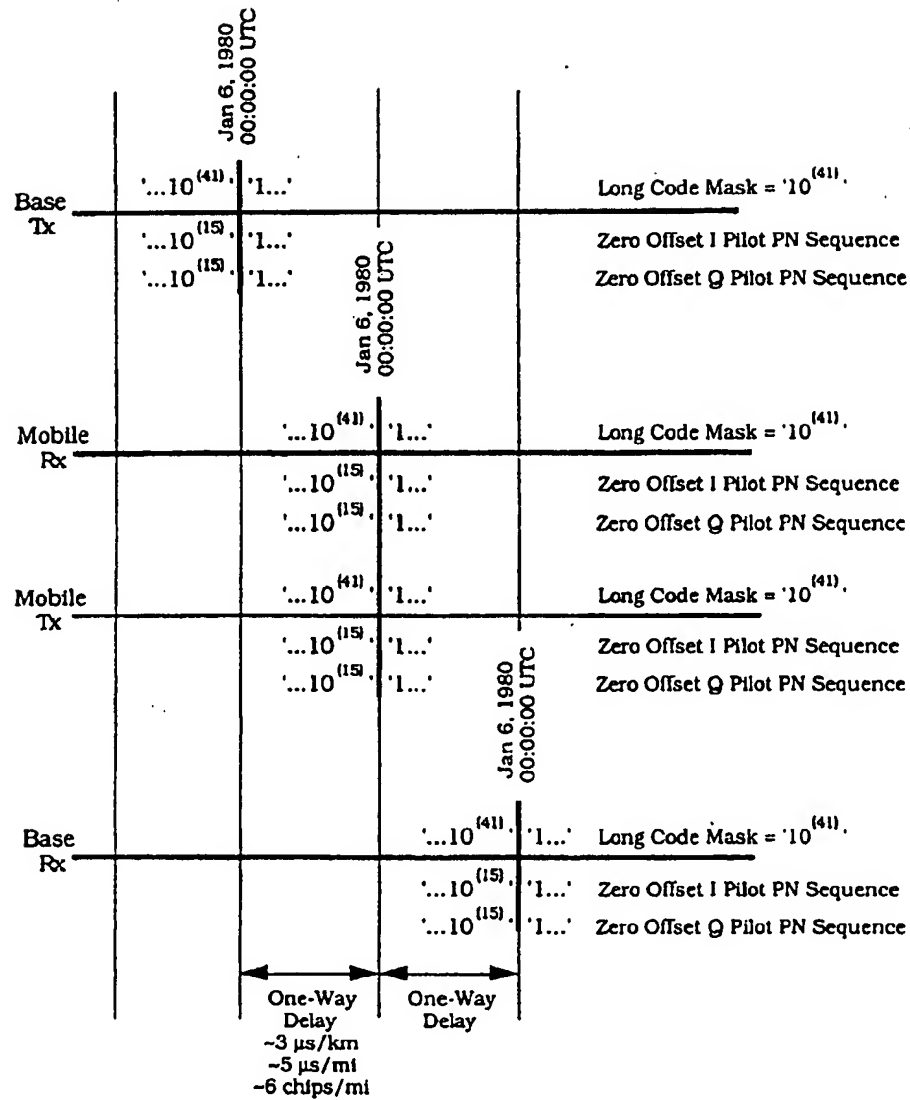 Jan 6, 1980
00:00:00 UTC
Base
Tx
'...10^(41)' '1...' Long Code Mask = '10^(41)'
'...10^(15)' '1...' Zero Offset I Pilot PN Sequence
'...10^(15)' '1...' Zero Offset Q Pilot PN Sequence
Jan 6, 1980
00:00:00 UTC
Mobile
Rx
'...10^(41)' '1...' Long Code Mask = '10^(41)'
'...10^(15)' '1...' Zero Offset I Pilot PN Sequence
'...10^(15)' '1...' Zero Offset Q Pilot PN Sequence
Mobile
Tx
'...10^(41)' '1...' Long Code Mask = '10^(41)'
'...10^(15)' '1...' Zero Offset I Pilot PN Sequence
'...10^(15)' '1...' Zero Offset Q Pilot PN Sequence
Jan 6, 1980
00:00:00 UTC
Base
Rx
'...10^(41)' '1...' Long Code Mask = '10^(41)'
'...10^(15)' '1...' Zero Offset I Pilot PN Sequence
'...10^(15)' '1...' Zero Offset Q Pilot PN Sequence
One-Way
Delay
~3 µs/km
~5 µs/mi
~6 chips/mi
One-Way
Delay